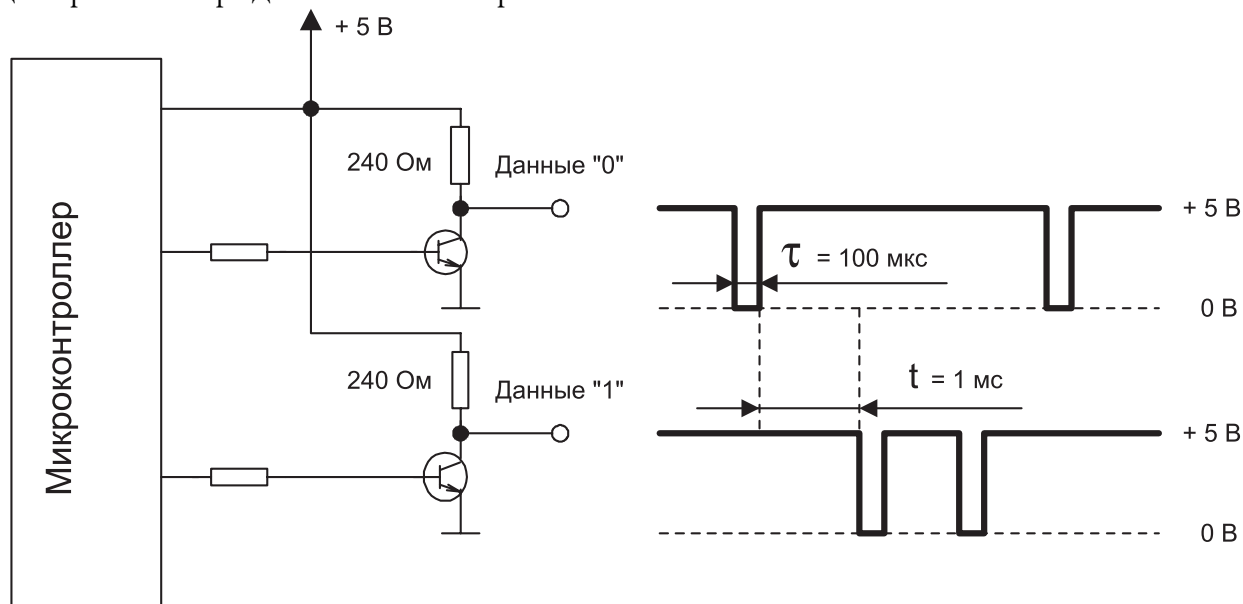 + 5 В
Микроконтроллер
240 Ом
Данные "0"
+ 5 В
τ = 100 мкс
0 В
240 Ом
Данные "1"
t = 1 мс
+ 5 В
0 В